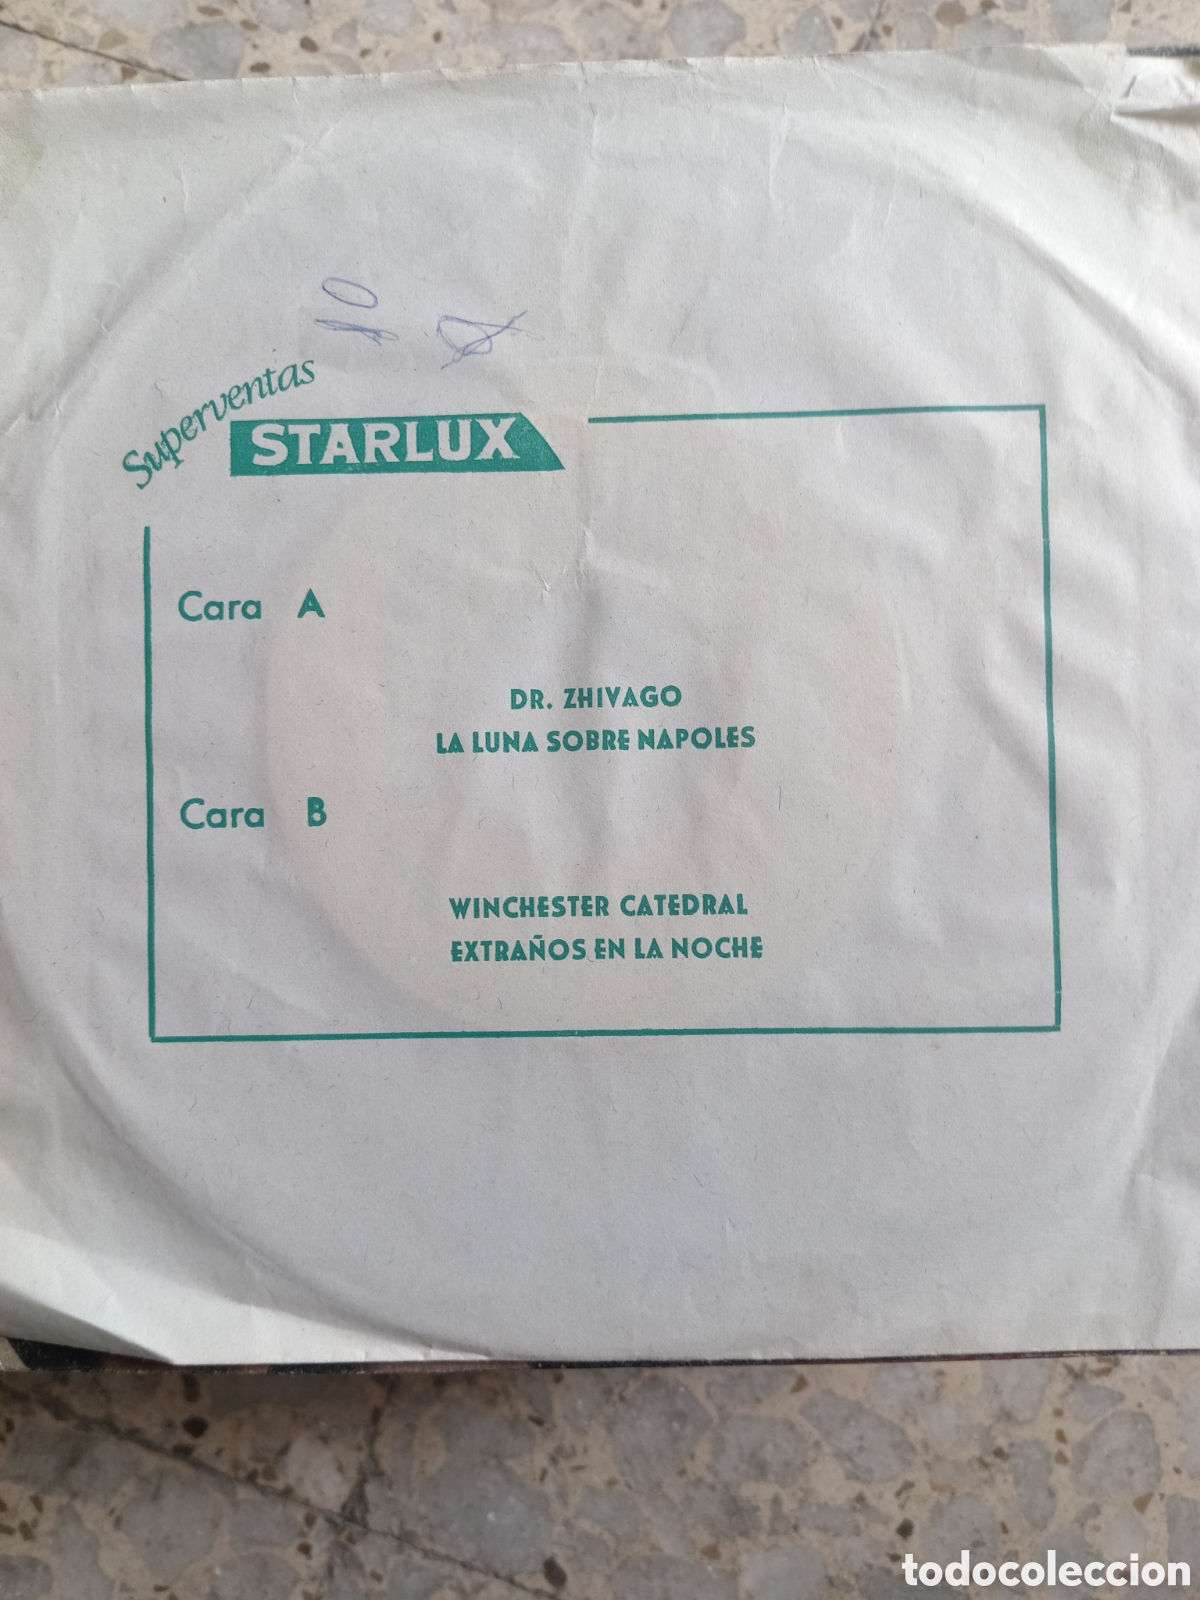 Superventas
STARLUX
Cara A
DR. ZHIVAGO
LA LUNA SOBRE NAPOLES
Cara B
WINCHESTER CATEDRAL
EXTRAÑOS EN LA NOCHE
todocoleccion